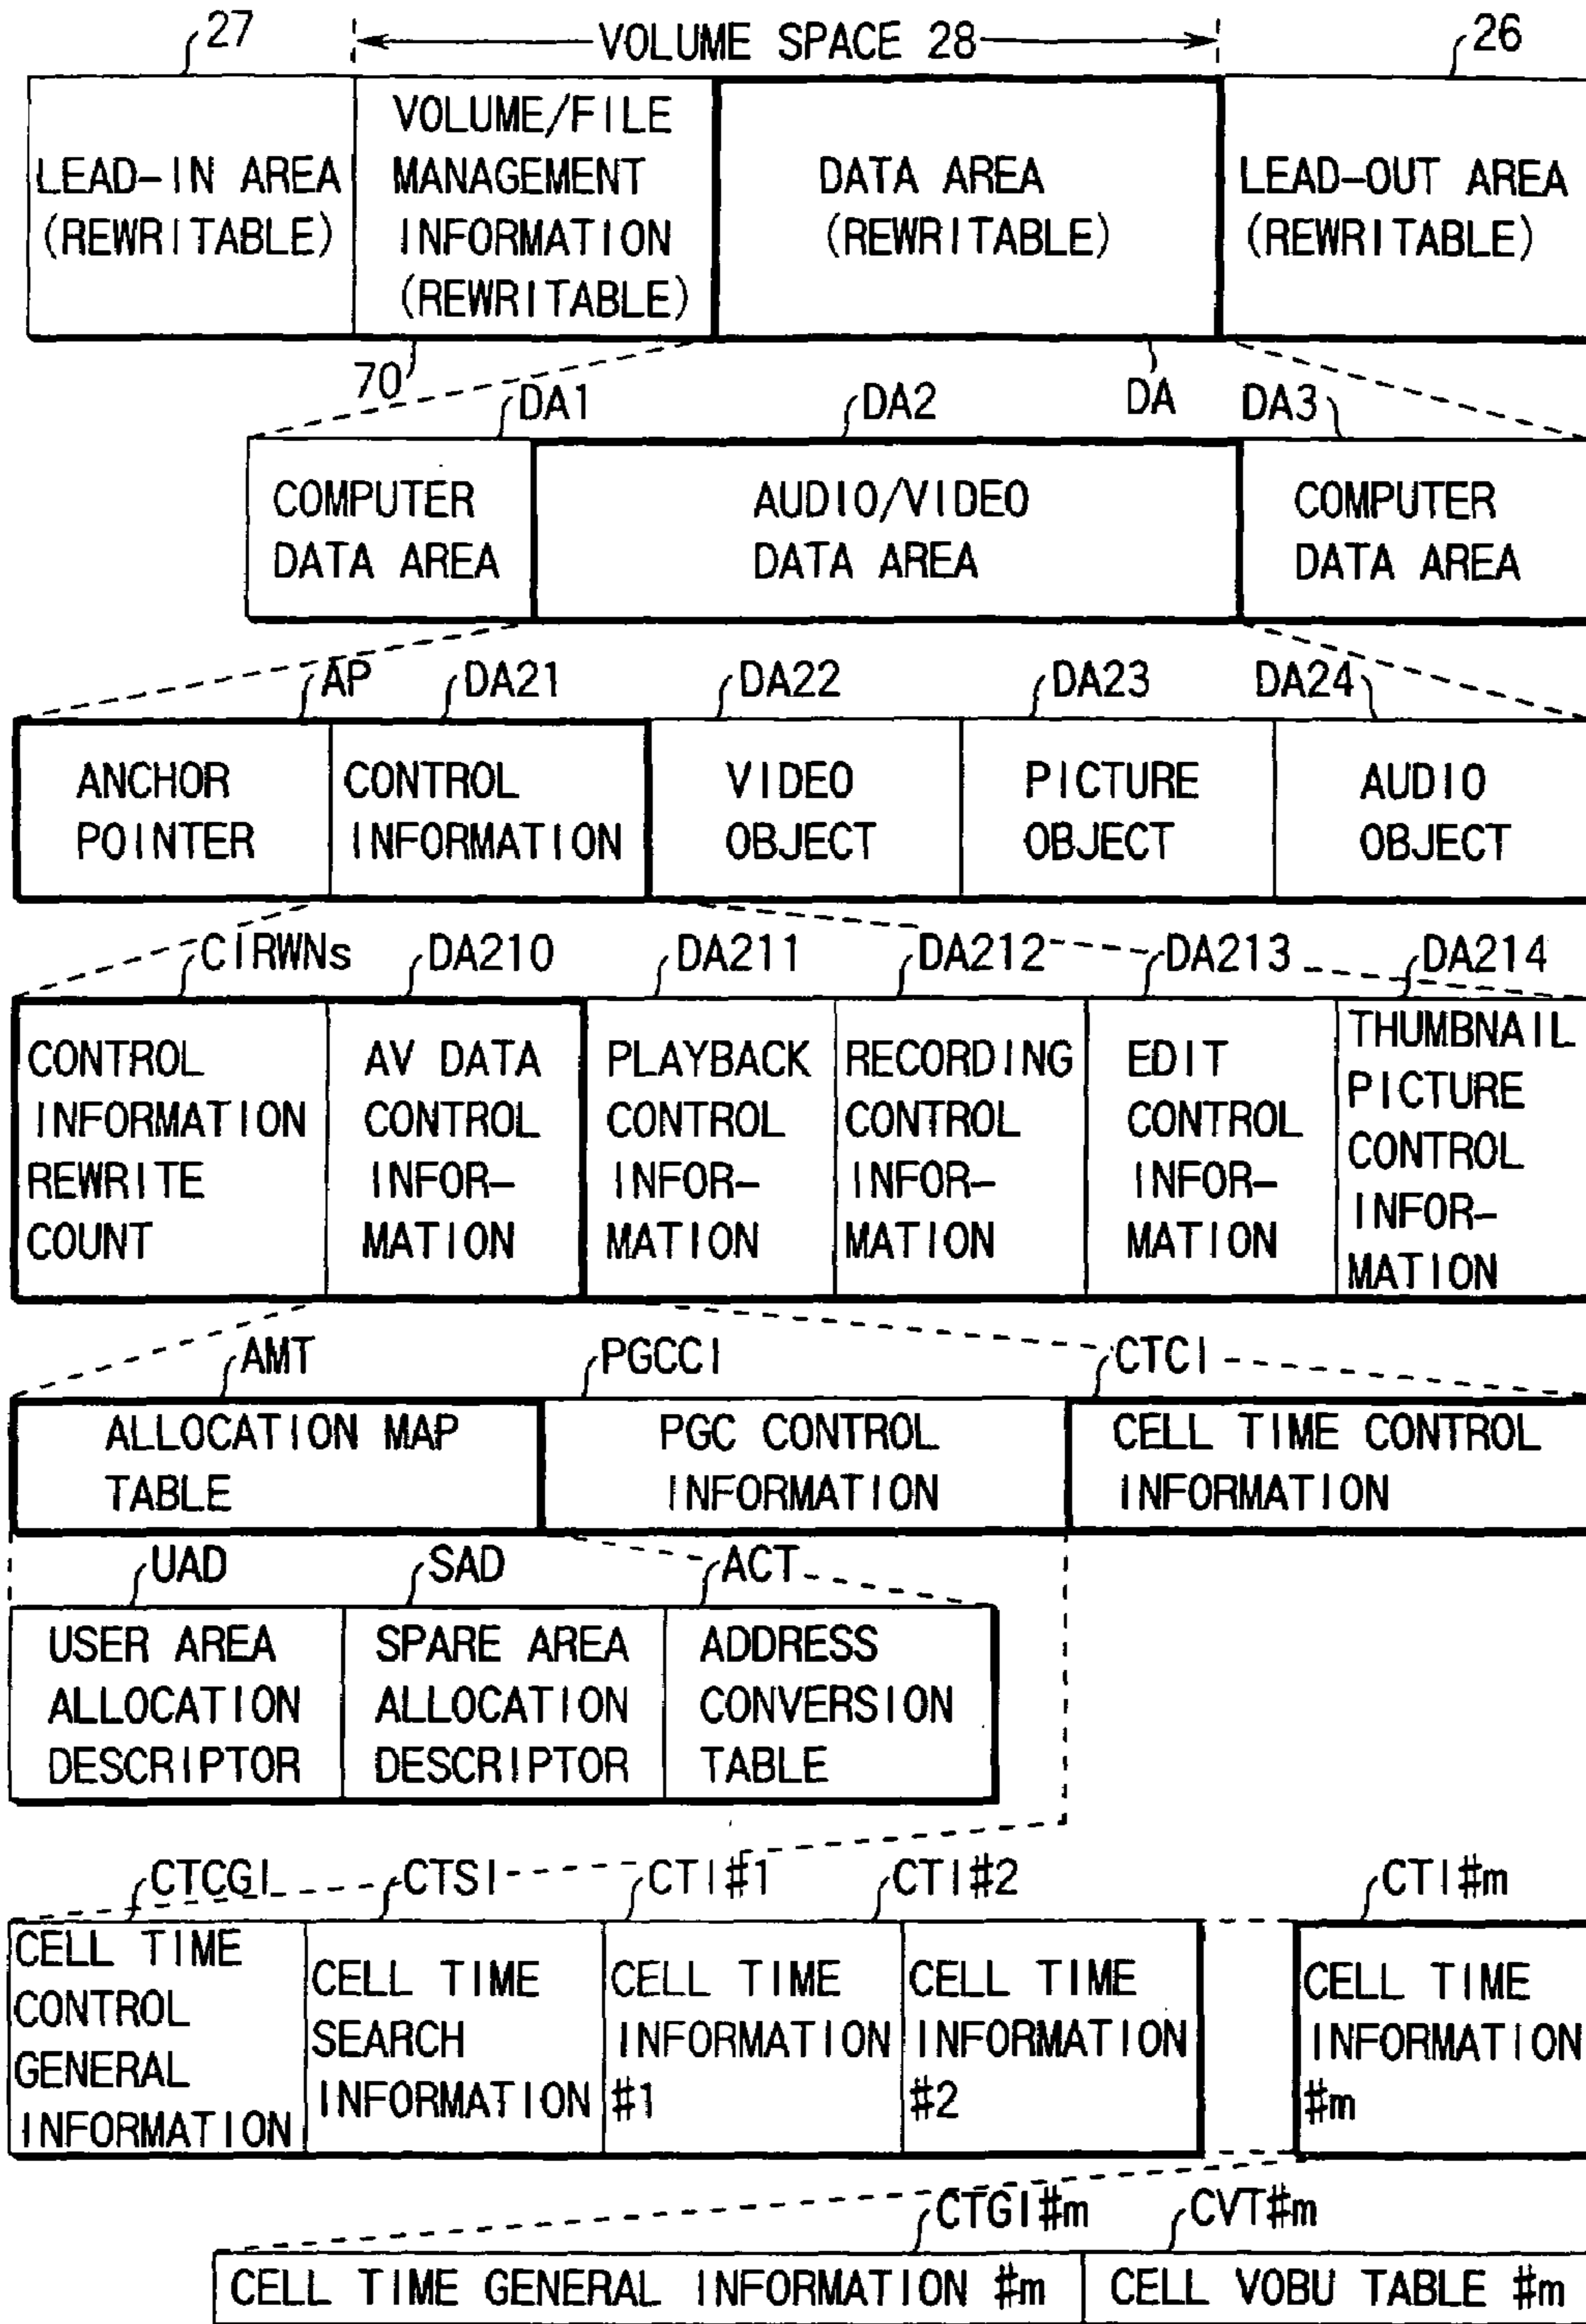 27
VOLUME SPACE 28
26
LEAD-IN AREA
(REWRITABLE)
VOLUME/FILE
MANAGEMENT
INFORMATION
(REWRITABLE)
DATA AREA
(REWRITABLE)
LEAD-OUT AREA
(REWRITABLE)
70
DA
DA1
DA2
DA3
COMPUTER
DATA AREA
AUDIO/VIDEO
DATA AREA
COMPUTER
DATA AREA
AP
DA21
DA22
DA23
DA24
ANCHOR
POINTER
CONTROL
INFORMATION
VIDEO
OBJECT
PICTURE
OBJECT
AUDIO
OBJECT
CIRWNs
DA210
DA211
DA212
DA213
DA214
CONTROL
INFORMATION
REWRITE
COUNT
AV DATA
CONTROL
INFOR-
MATION
PLAYBACK
CONTROL
INFOR-
MATION
RECORDING
CONTROL
INFOR-
MATION
EDIT
CONTROL
INFOR-
MATION
THUMBNAIL
PICTURE
CONTROL
INFOR-
MATION
AMT
PGCCI
CTCI
ALLOCATION MAP
TABLE
PGC CONTROL
INFORMATION
CELL TIME CONTROL
INFORMATION
UAD
SAD
ACT
USER AREA
ALLOCATION
DESCRIPTOR
SPARE AREA
ALLOCATION
DESCRIPTOR
ADDRESS
CONVERSION
TABLE
CTCGI
CTSI
CTI#1
CTI#2
CTI#m
CELL TIME
CONTROL
GENERAL
INFORMATION
CELL TIME
SEARCH
INFORMATION
CELL TIME
INFORMATION
#1
CELL TIME
INFORMATION
#2
CELL TIME
INFORMATION
#m
CTGI#m
CVT#m
CELL TIME GENERAL INFORMATION #m
CELL VOBU TABLE #m